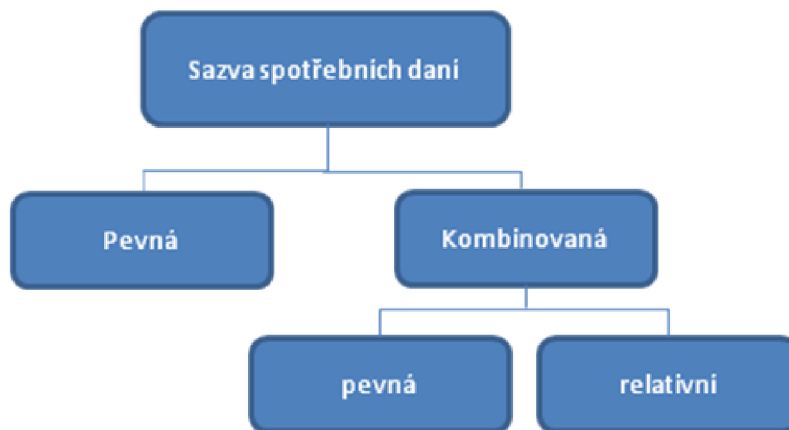 Sazva spotřebních daní
Pevná
Kombinovaná
pevná
relativní